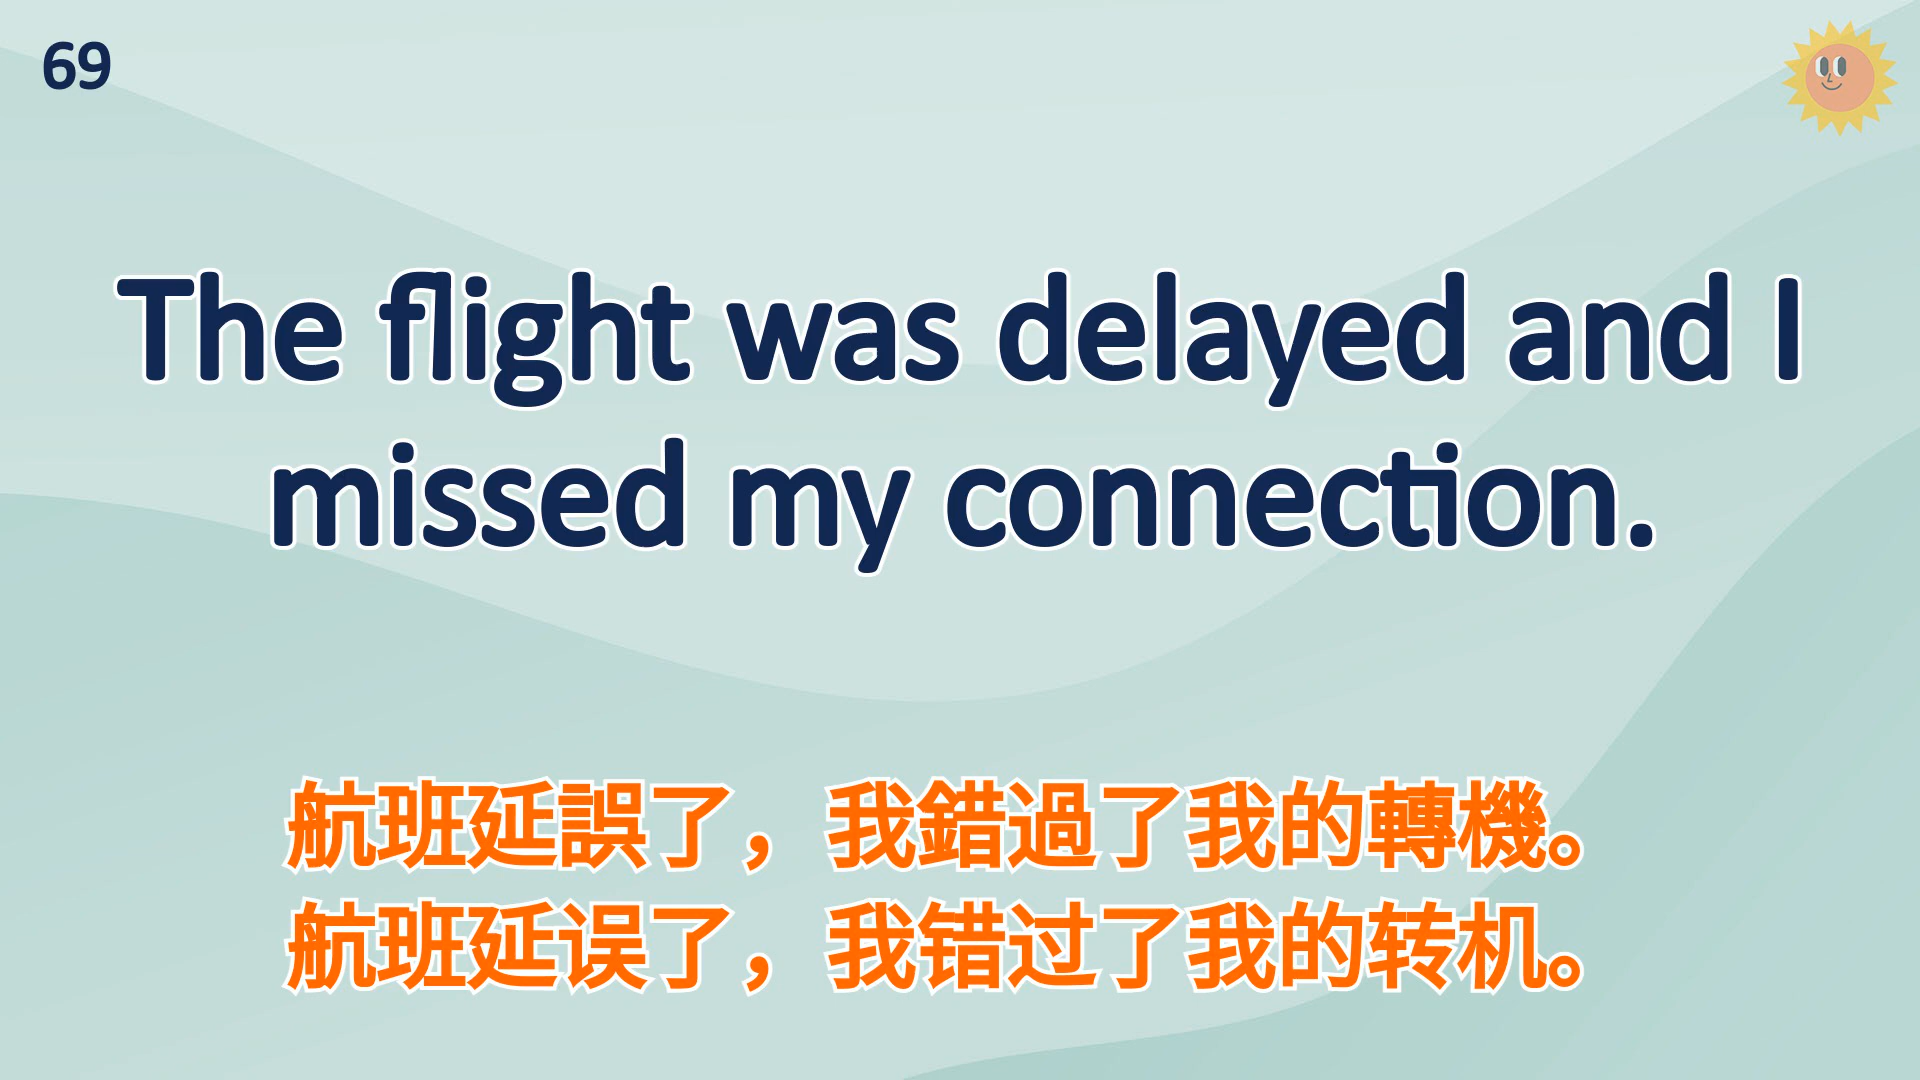 69
The flight was delayed and I
missed my connection.
航班延誤了，我錯過了我的轉機。
航班延误了，我错过了我的转机。